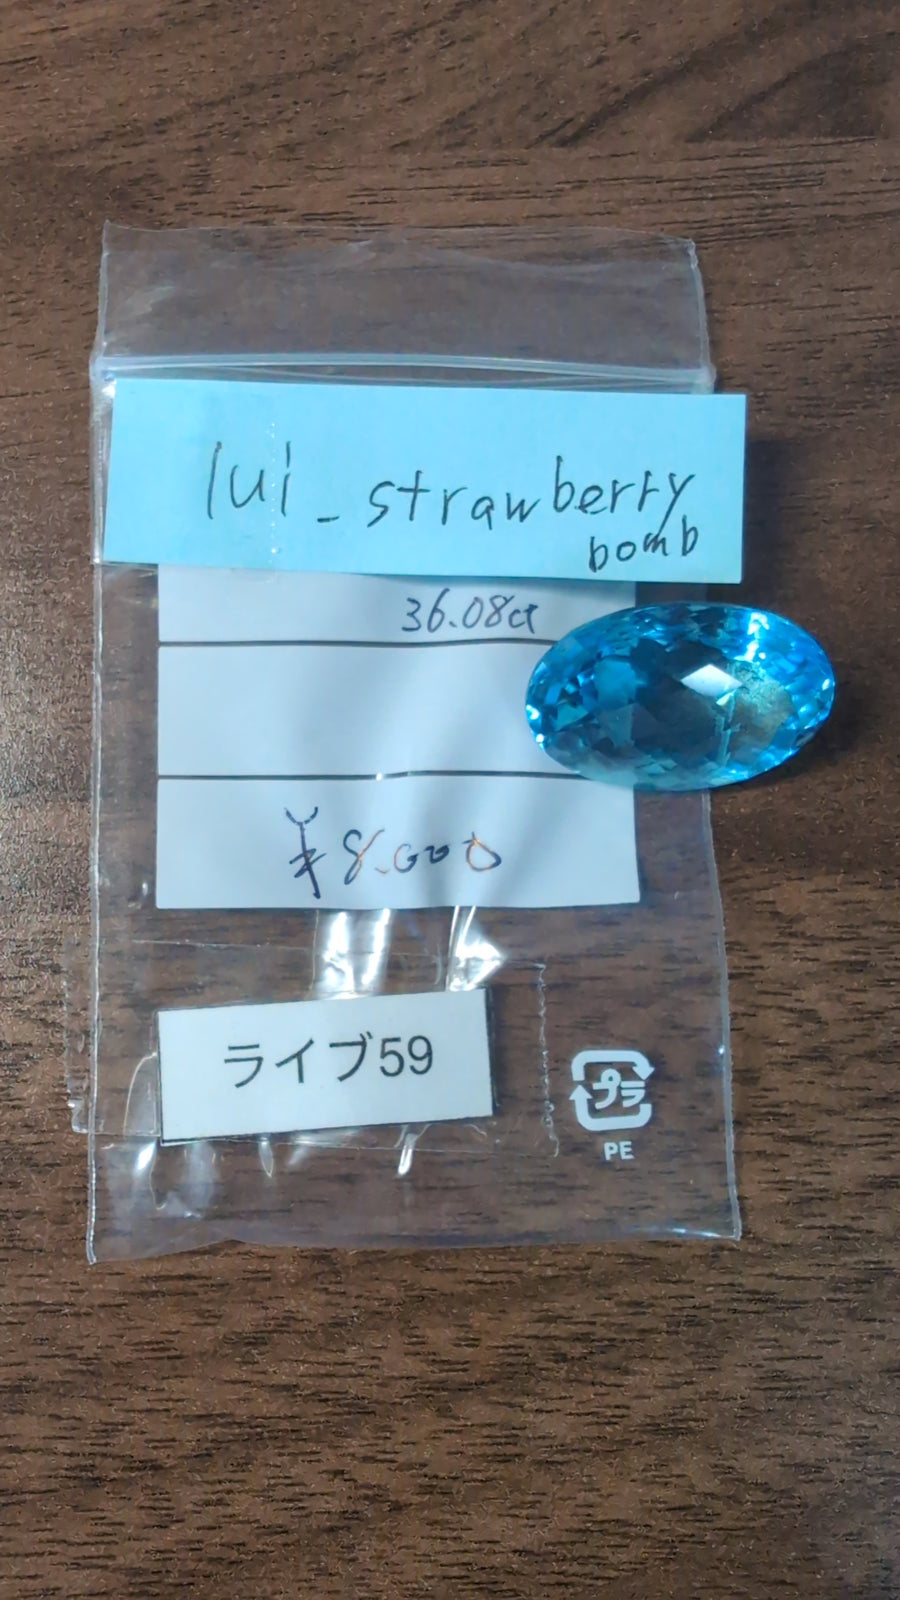 lui_strawberry
bomb
36.08ct
¥8.000
ライブ59
プラ
PE